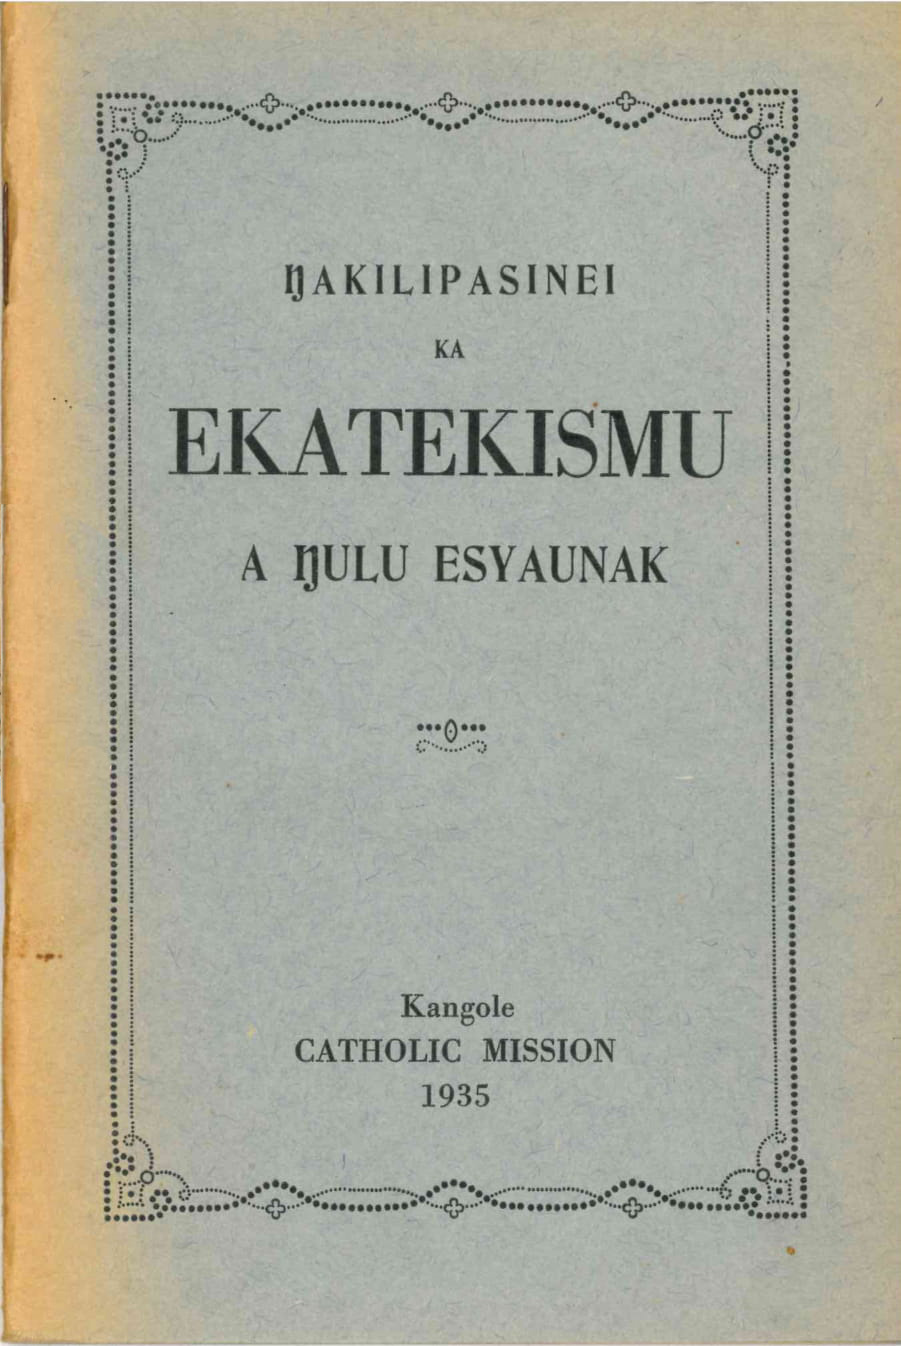 ŊAKILIPASINEI
KA
EKATEKISMU
A ŊULU ESYAUNAK
Kangole
CATHOLIC MISSION
1935